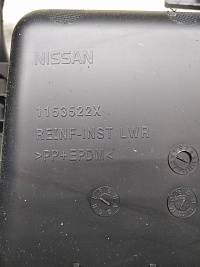 NISSAN
1153522X
REINF-INST LWR
>PP+EPDM<